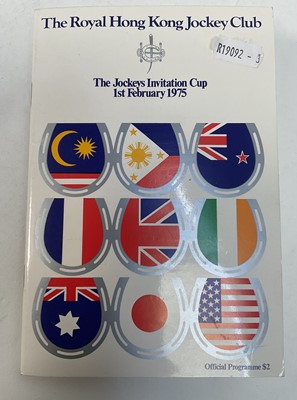 The Royal Hong Kong Jockey Club
R19092 - 3
The Jockeys Invitation Cup
1st February 1975
Official Programme $2